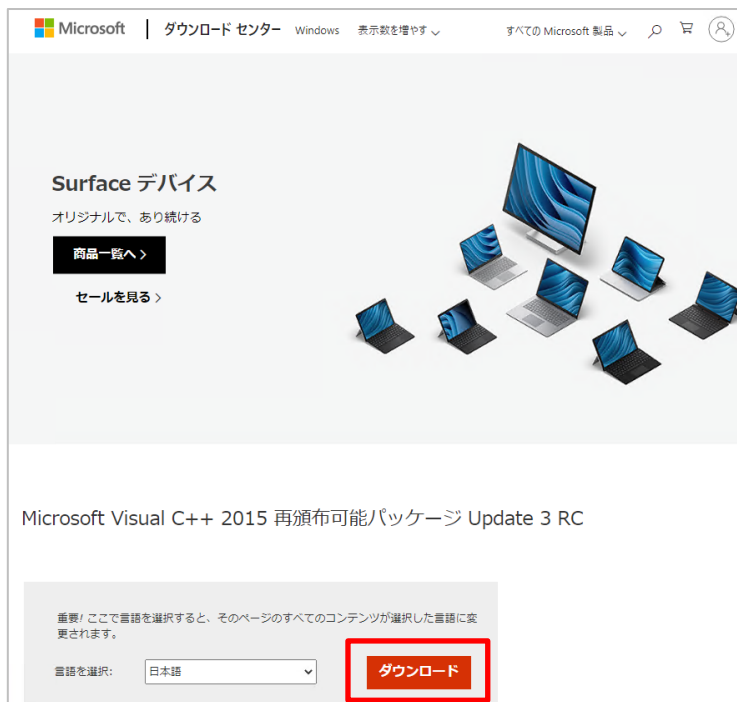 Microsoft ダウンロード センター Windows 表示数を増やす すべての Microsoft 製品
Surface デバイス
オリジナルで、あり続ける
商品一覧へ
セールを見る
Microsoft Visual C++ 2015 再頒布可能パッケージ Update 3 RC
重要! ここで言語を選択すると、そのページのすべてのコンテンツが選択した言語に変
更されます。
言語を選択: 日本語 ダウンロード